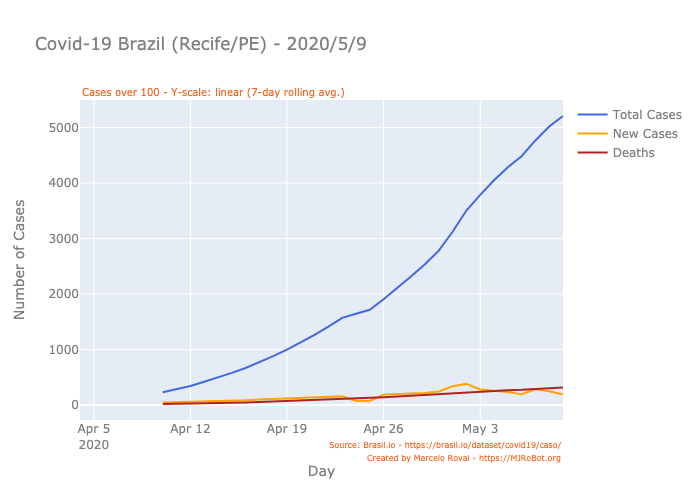 Covid-19 Brazil (Recife/PE) - 2020/5/9
Cases over 100 - Y-scale: linear (7-day rolling avg.)
Total Cases
New Cases
Deaths
Number of Cases
5000
4000
3000
2000
1000
0
Apr 5
2020
Apr 12
Apr 19
Apr 26
May 3
Source: Brasil.io - https://brasil.io/dataset/covid19/caso/
Created by Marcelo Rovai - https://MJRoBot.org
Day